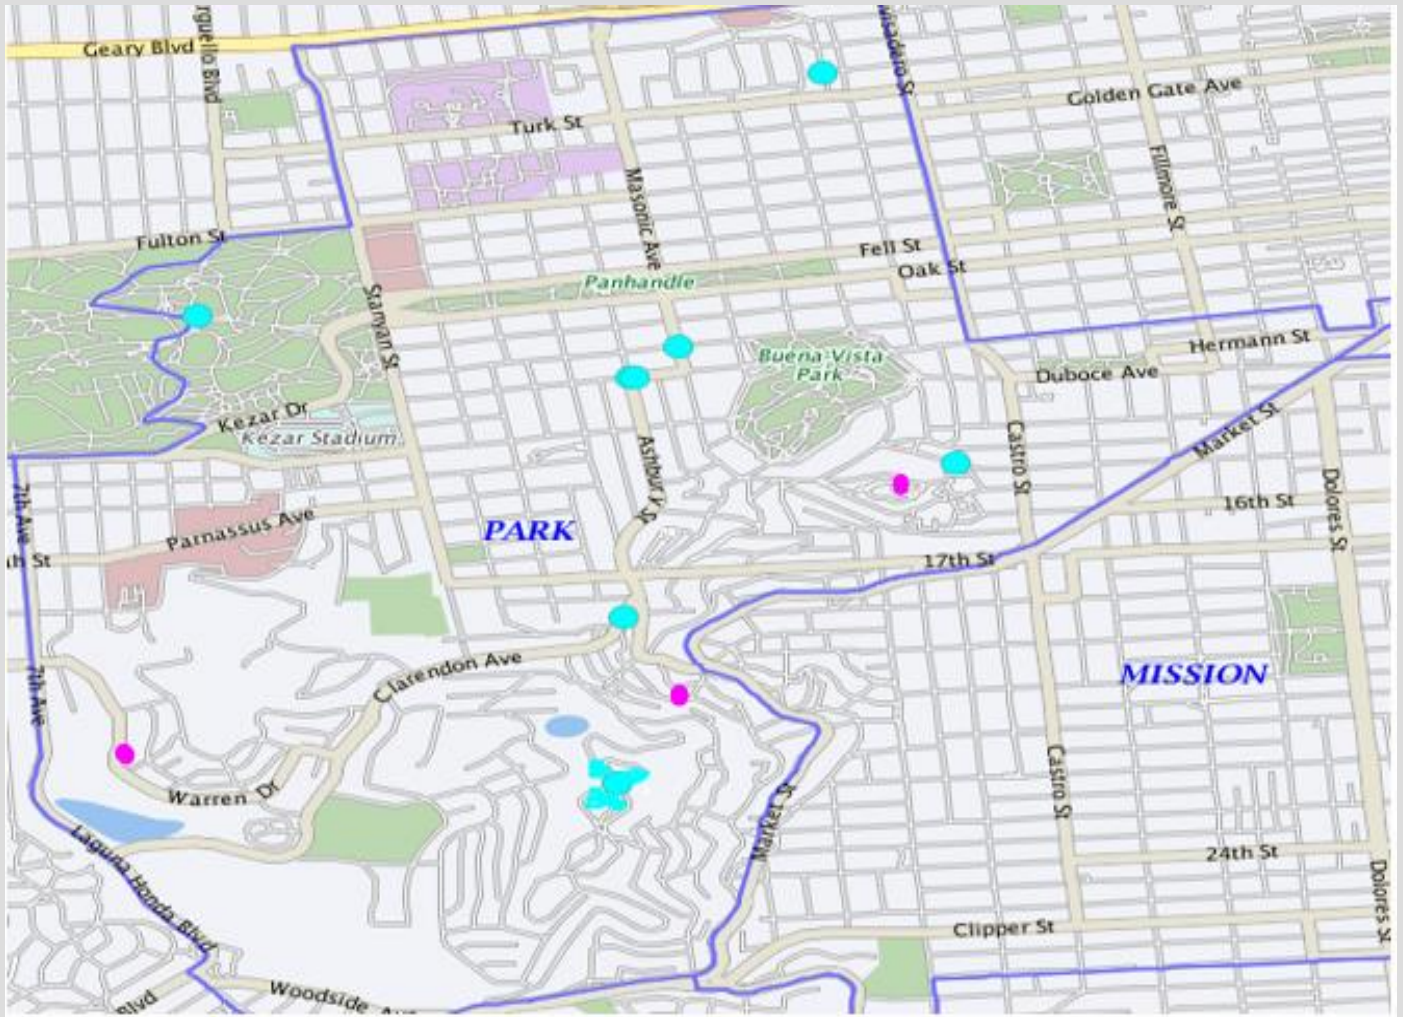 Geary Blvd
Golden Gate Ave
Turk St
Masonic Ave
Fillmore St
Fulton St
Fell St
Oak St
Panhandle
Stanyan St
Hermann St
Buena Vista
Park
Duboce Ave
Kezar Dr
Kezar Stadium
Market St
Castro St
Ashbury St
7th Ave
16th St
Dolores St
Parnassus Ave
PARK
17th St
Clarendon Ave
MISSION
7th Ave
Castro St
Warren Dr
Market St
Laguna Honda Blvd
24th St
Dolores St
Clipper St
Woodside Ave
Blvd